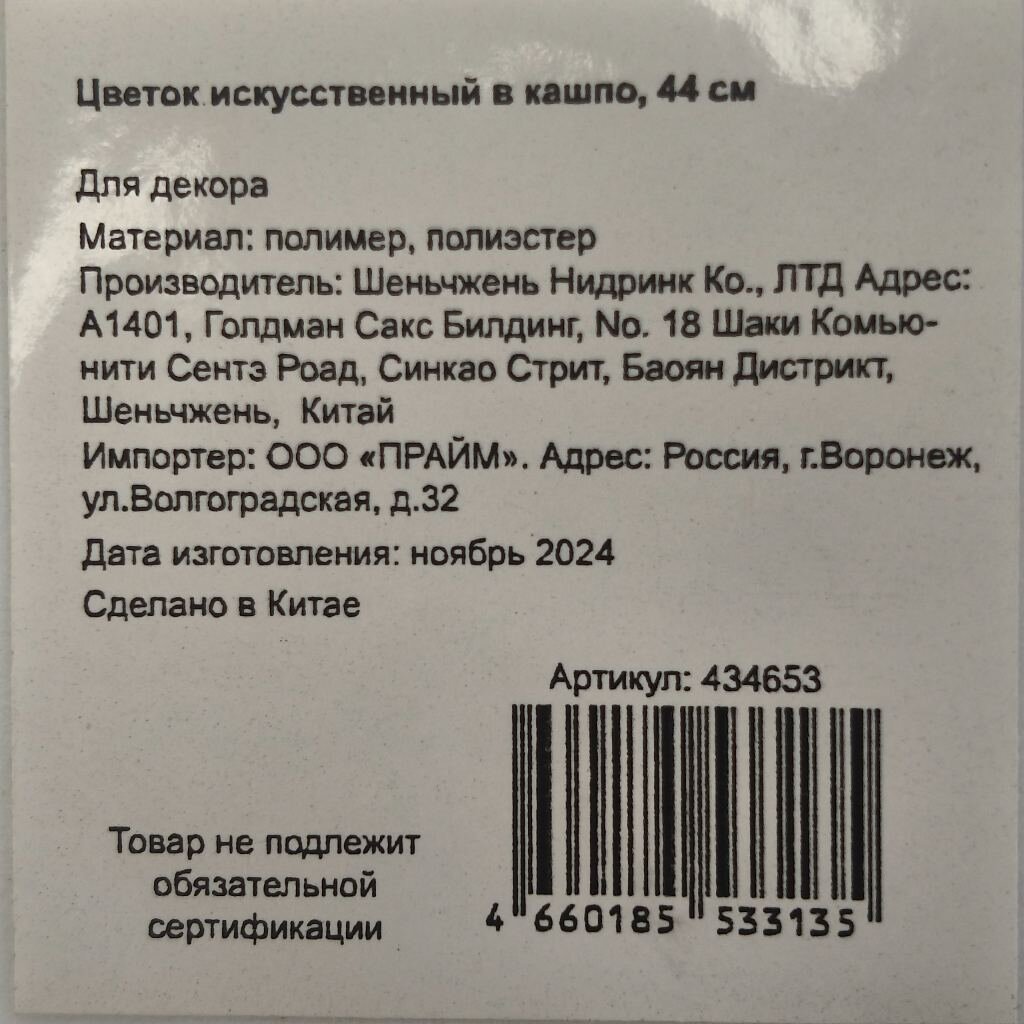 Цветок искусственный в кашпо, 44 см
Для декора
Материал: полимер, полиэстер
Производитель: Шеньчжень Нидринк Ко., ЛТД Адрес:
А1401, Голдман Сакс Билдинг, No. 18 Шаки Комью-
нити Сентэ Роад, Синкао Стрит, Баоян Дистрикт,
Шеньчжень, Китай
Импортер: ООО «ПРАЙМ». Адрес: Россия, г.Воронеж,
ул.Волгоградская, д.32
Дата изготовления: ноябрь 2024
Сделано в Китае
Артикул: 434653
Товар не подлежит
обязательной
сертификации
4 660185 533135